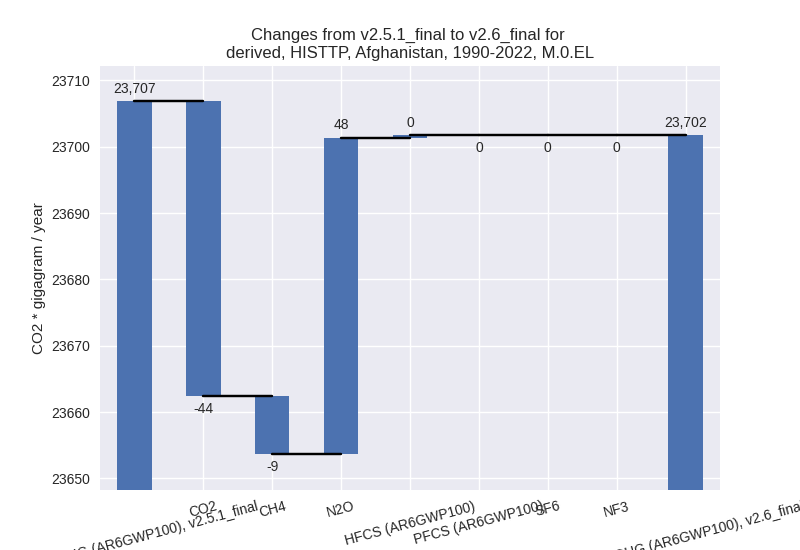 Changes from v2.5.1_final to v2.6_final for
derived, HISTTP, Afghanistan, 1990-2022, M.0.EL
23710
23,707
48
0
23,702
23700
0
0
0
23690
CO2 * gigagram / year
23680
23670
23660
-44
-9
23650
(AR6GWP100), v2.5.1_final
CO2
CH4
N2O
HFCS (AR6GWP100)
PFCS (AR6GWP100)
SF6
NF3
(AR6GWP100), v2.6_final